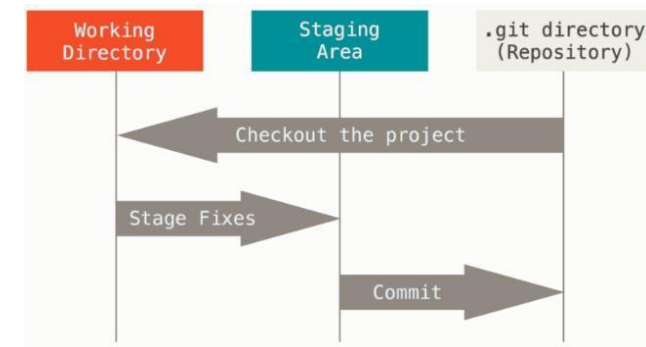 Working
Directory
Staging
Area
.git directory
(Repository)
Checkout the project
Stage Fixes
Commit